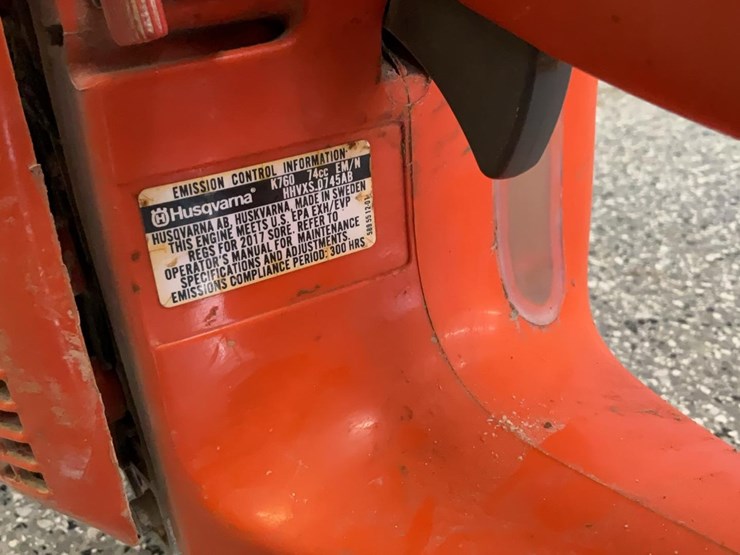 EMISSION CONTROL INFORMATION
Husqvarna® K760 74cc EM/N
HHVXS.0745AB
HUSQVARNA AB, HUSKVARNA, MADE IN SWEDEN
THIS ENGINE MEETS U.S. EPA EXH/EVP
REGS FOR 2017 SORE. REFER TO
OPERATOR'S MANUAL FOR MAINTENANCE
SPECIFICATIONS AND ADJUSTMENTS.
EMISSIONS COMPLIANCE PERIOD: 300 HRS